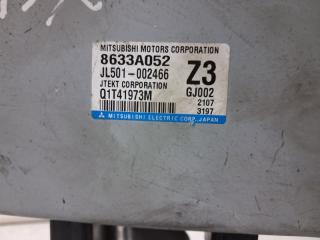 MITSUBISHI MOTORS CORPORATION
8633A052
JL501-002466
Z3
JTEKT CORPORATION
GJ002
Q1T41973M
2107
3197
MITSUBISHI ELECTRIC CORP. JAPAN